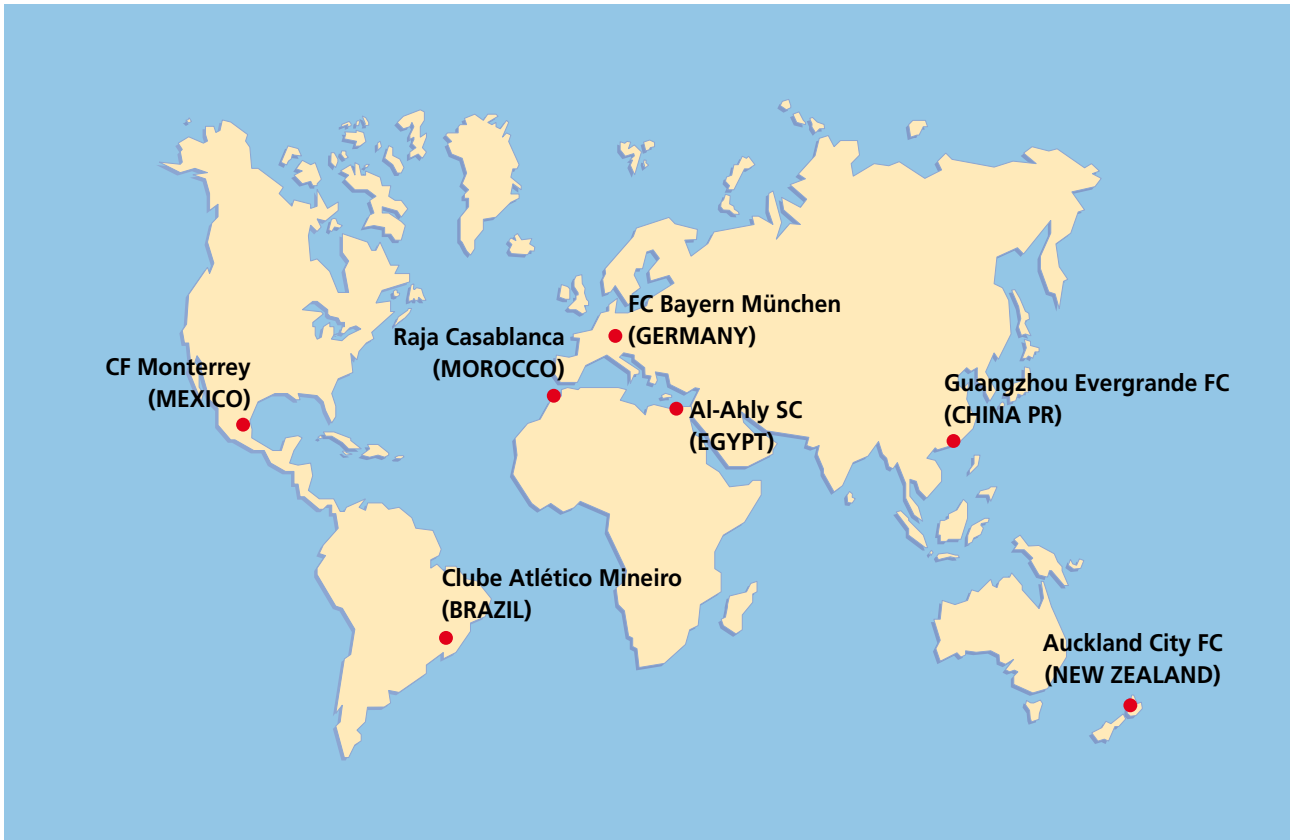 FC Bayern München
(GERMANY)
Raja Casablanca
(MOROCCO)
CF Monterrey
(MEXICO)
Guangzhou Evergrande FC
(CHINA PR)
Al-Ahly SC
(EGYPT)
Clube Atlético Mineiro
(BRAZIL)
Auckland City FC
(NEW ZEALAND)